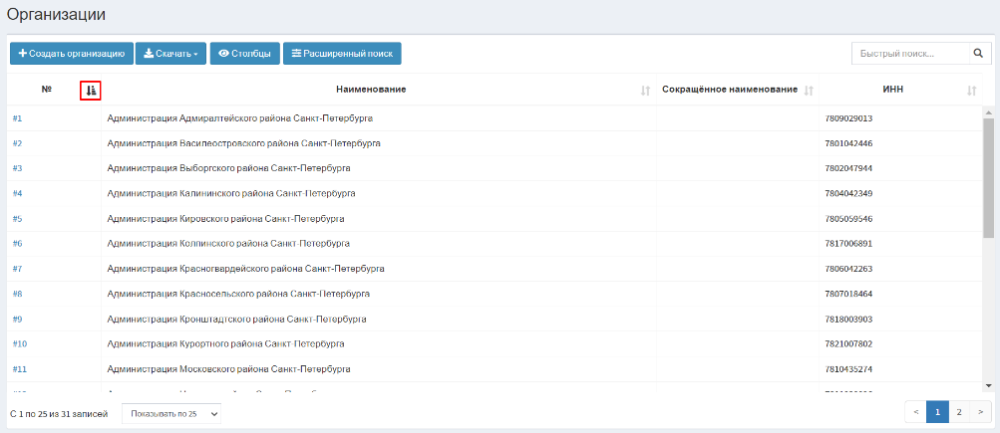 Организации
Создать организацию Скачать Столбцы Расширенный поиск Быстрый поиск...
№ Наименование Сокращённое наименование ИНН
#1 Администрация Адмиралтейского района Санкт-Петербурга 7809029013
#2 Администрация Василеостровского района Санкт-Петербурга 7801042446
#3 Администрация Выборгского района Санкт-Петербурга 7802047944
#4 Администрация Калининского района Санкт-Петербурга 7804042349
#5 Администрация Кировского района Санкт-Петербурга 7805059546
#6 Администрация Колпинского района Санкт-Петербурга 7817006891
#7 Администрация Красногвардейского района Санкт-Петербурга 7806042263
#8 Администрация Красносельского района Санкт-Петербурга 7807018464
#9 Администрация Кронштадтского района Санкт-Петербурга 7818003903
#10 Администрация Курортного района Санкт-Петербурга 7821007802
#11 Администрация Московского района Санкт-Петербурга 7810435274
С 1 по 25 из 31 записей Показывать по 25 < 1 2 >